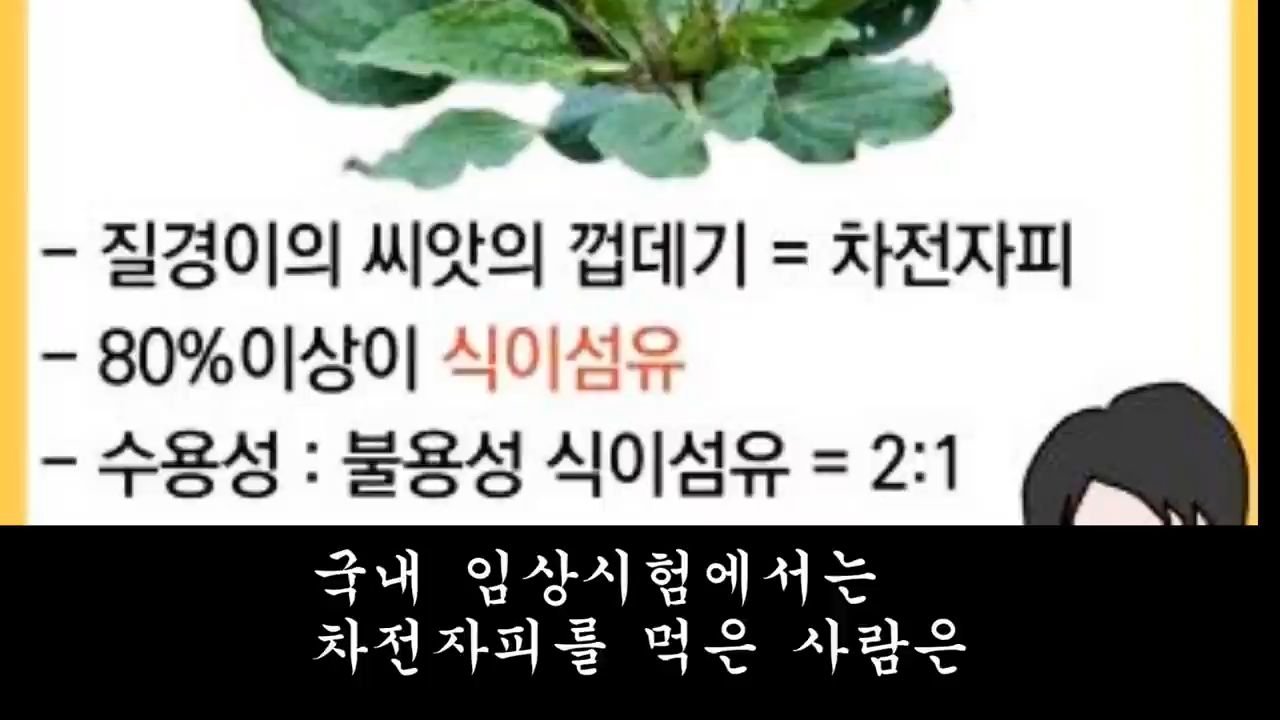 - 질경이의 씨앗의 껍데기 = 차전자피
- 80%이상이 식이섬유
- 수용성 : 불용성 식이섬유 = 2:1
국내 임상시험에서는
차전자피를 먹은 사람은